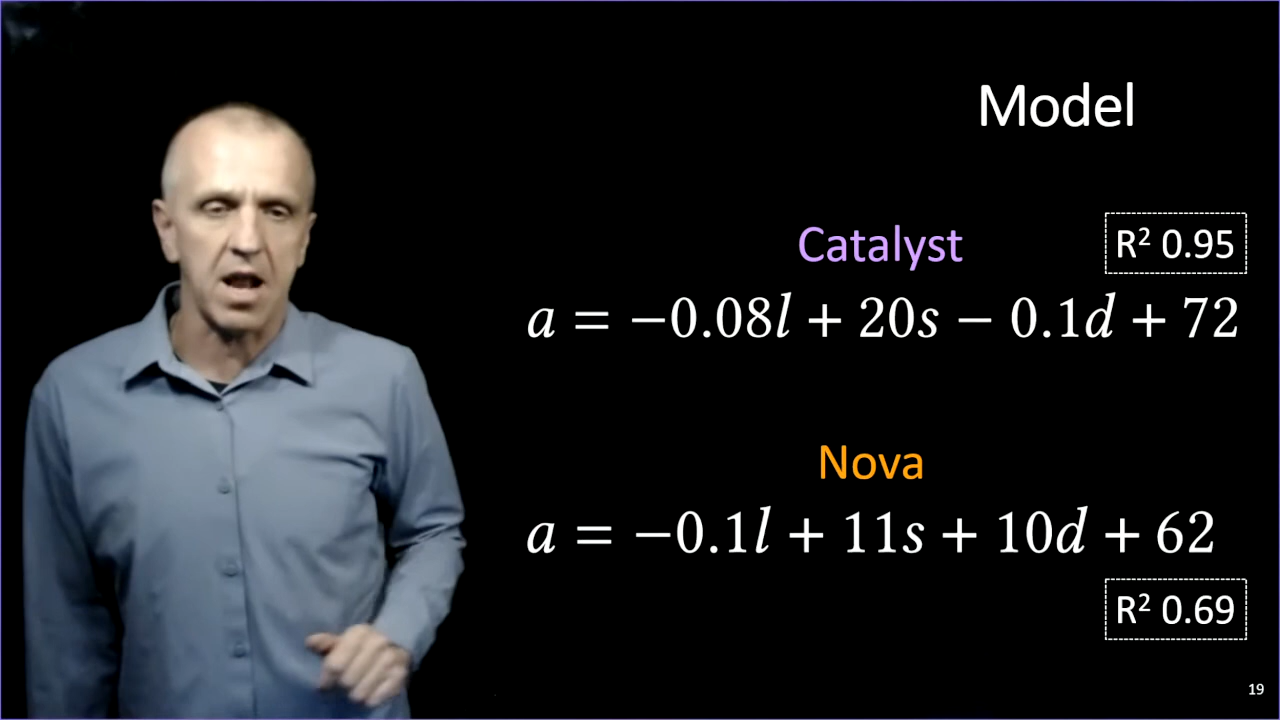 Model
Catalyst
R² 0.95
a = −0.08l + 20s − 0.1d + 72
Nova
a = −0.1l + 11s + 10d + 62
R² 0.69
19